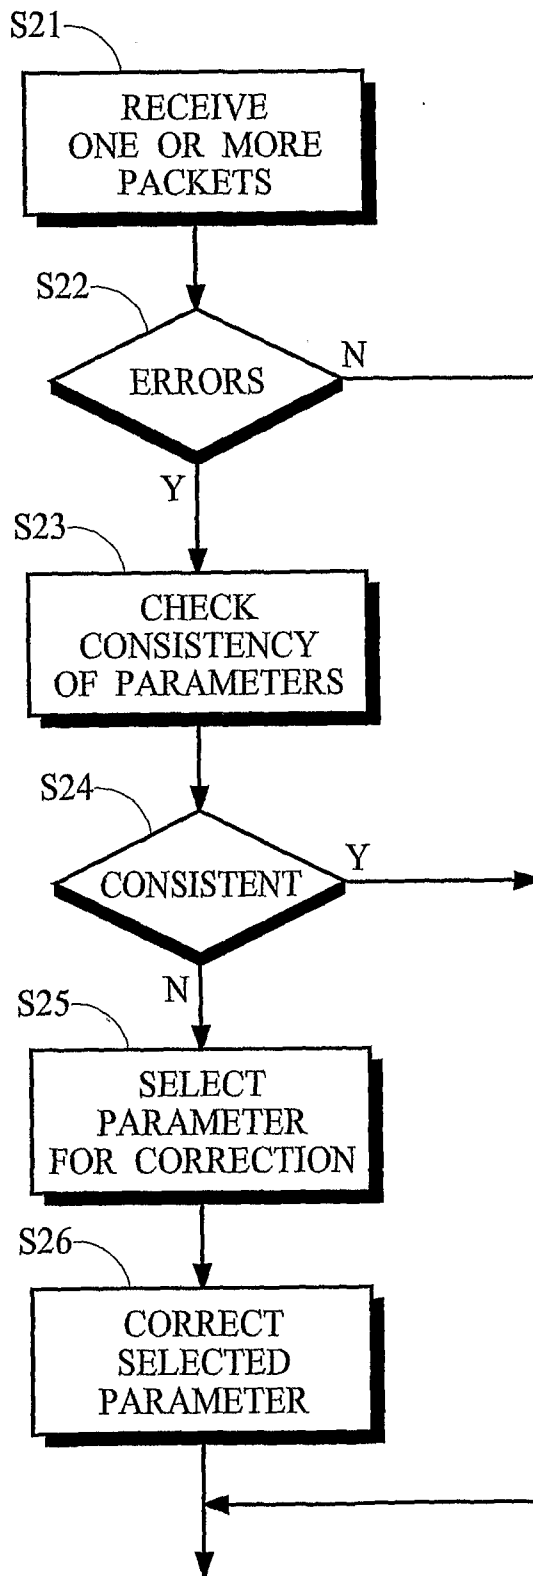 S21
RECEIVE
ONE OR MORE
PACKETS
S22
ERRORS
N
Y
S23
CHECK
CONSISTENCY
OF PARAMETERS
S24
CONSISTENT
Y
N
S25
SELECT
PARAMETER
FOR CORRECTION
S26
CORRECT
SELECTED
PARAMETER